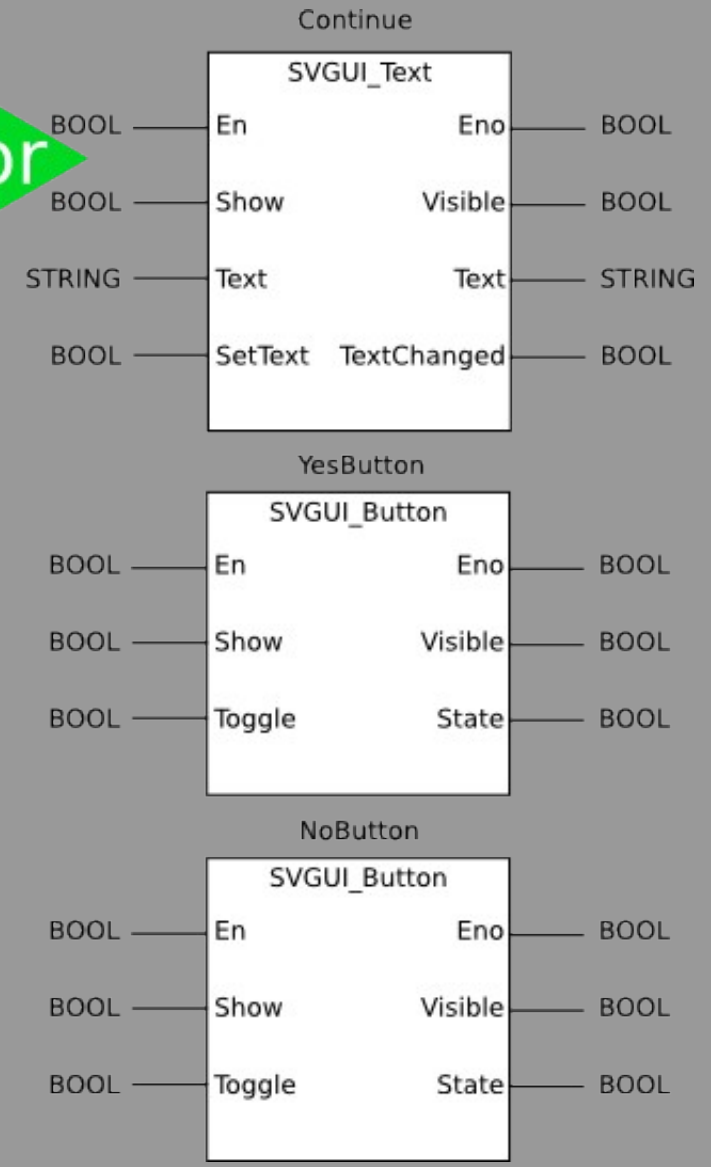 Continue
SVGUI_Text
BOOL En Eno BOOL
or
BOOL Show Visible BOOL
STRING Text Text STRING
BOOL SetText TextChanged BOOL
YesButton
SVGUI_Button
BOOL En Eno BOOL
BOOL Show Visible BOOL
BOOL Toggle State BOOL
NoButton
SVGUI_Button
BOOL En Eno BOOL
BOOL Show Visible BOOL
BOOL Toggle State BOOL